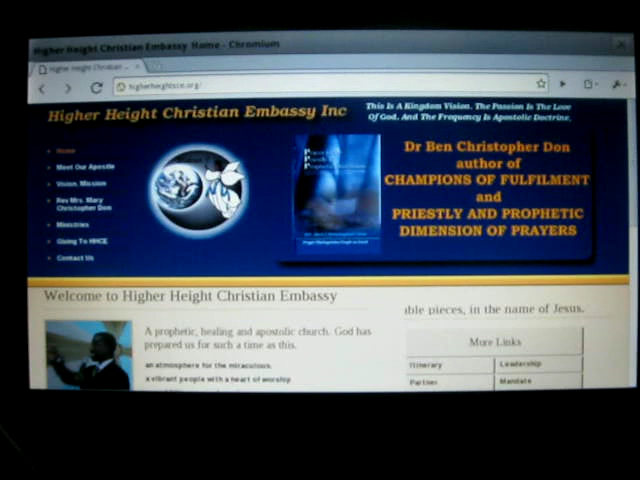 Higher Height Christian Embassy Home - Chromium
Higher Height Christian ...
higherheightsce.org/
Higher Height Christian Embassy Inc
This Is A Kingdom Vision. The Passion Is The Love
Of God. And The Frequency Is Apostolic Doctrine.
Home
Meet Our Apostle
Vision, Mission
Rev Mrs. Mary
Christopher Don
Ministries
Giving To HHCE
Contact Us
Dr Ben Christopher Don
author of
CHAMPIONS OF FULFILMENT
and
PRIESTLY AND PROPHETIC
DIMENSION OF PRAYERS
Welcome to Higher Height Christian Embassy
A prophetic, healing and apostolic church. God has
prepared us for such a time as this.
an atmosphere for the miraculous.
a vibrant people with a heart of worship
able pieces, in the name of Jesus.
More Links
Itinerary
Leadership
Partner
Mandate